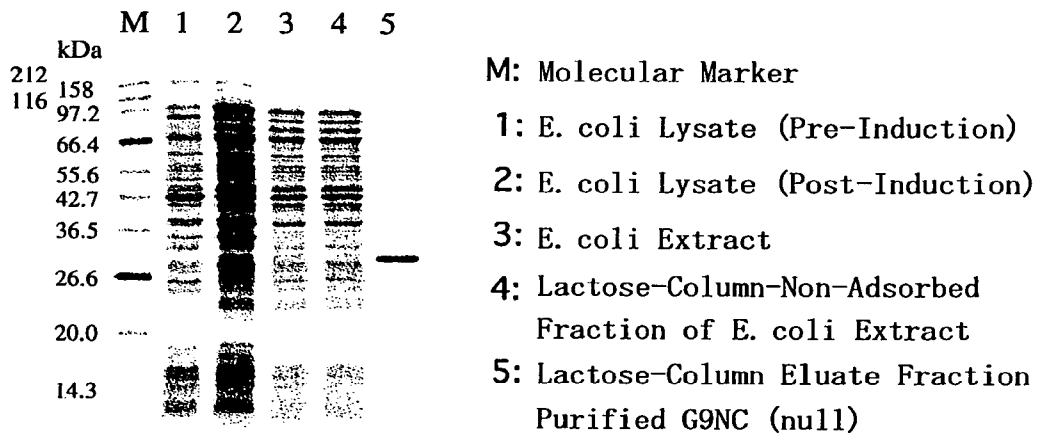 M 1 2 3 4 5
kDa
212
158
116
97.2
66.4
55.6
42.7
36.5
26.6
20.0
14.3
M: Molecular Marker
1: E. coli Lysate (Pre-Induction)
2: E. coli Lysate (Post-Induction)
3: E. coli Extract
4: Lactose-Column-Non-Adsorbed
Fraction of E. coli Extract
5: Lactose-Column Eluate Fraction
Purified G9NC (null)